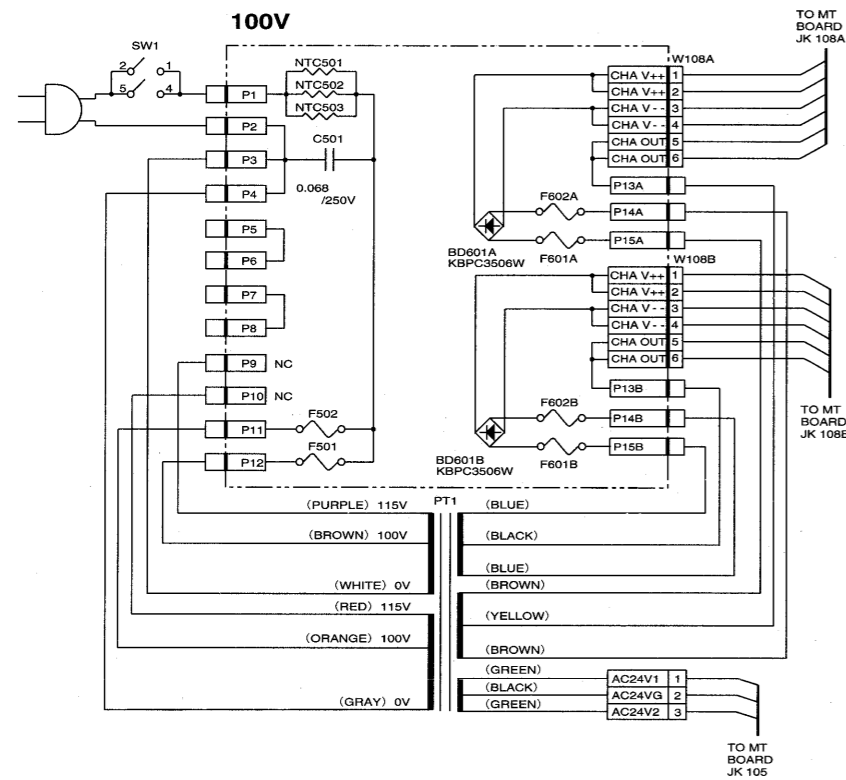 100V
TO MT
BOARD
JK 108A
SW1
2 1
5 4
NTC501
NTC502
NTC503
C501
0.068
/250V
P1
P2
P3
P4
P5
P6
P7
P8
P9 NC
P10 NC
P11
P12
F502
F501
W108A
CHA V++ 1
CHA V++ 2
CHA V-- 3
CHA V-- 4
CHA OUT 5
CHA OUT 6
P13A
F602A
P14A
P15A
F601A
BD601A
KBPC3506W
W108B
CHA V++ 1
CHA V++ 2
CHA V-- 3
CHA V-- 4
CHA OUT 5
CHA OUT 6
P13B
F602B
P14B
P15B
F601B
BD601B
KBPC3506W
TO MT
BOARD
JK 108B
PT1
(PURPLE) 115V
(BROWN) 100V
(WHITE) 0V
(RED) 115V
(ORANGE) 100V
(GRAY) 0V
(BLUE)
(BLACK)
(BLUE)
(BROWN)
(YELLOW)
(BROWN)
(GREEN)
(BLACK)
(GREEN)
AC24V1 1
AC24VG 2
AC24V2 3
TO MT
BOARD
JK 105